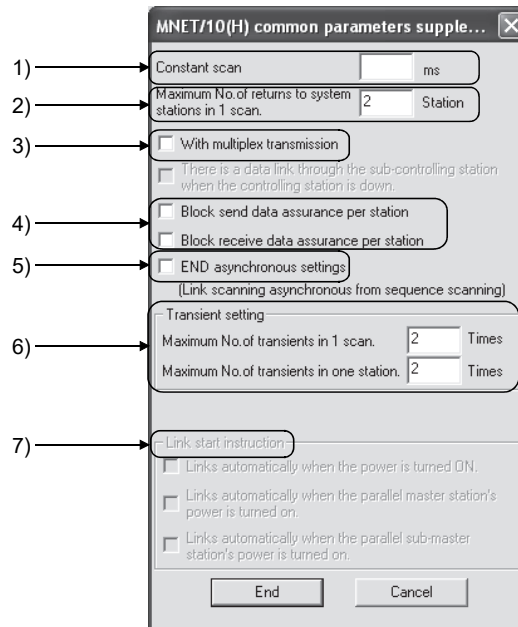 MNET/10(H) common parameters supple...
1)
Constant scan
ms
2)
Maximum No.of returns to system
stations in 1 scan.
2
Station
3)
With multiplex transmission
There is a data link through the sub-controlling station
when the controlling station is down.
4)
Block send data assurance per station
Block receive data assurance per station
5)
END asynchronous settings
(Link scanning asynchronous from sequence scanning)
6)
Transient setting
Maximum No.of transients in 1 scan.
2
Times
Maximum No.of transients in one station.
2
Times
7)
Link start instruction
Links automatically when the power is turned ON.
Links automatically when the parallel master station's
power is turned on.
Links automatically when the parallel sub-master
station's power is turned on.
End
Cancel